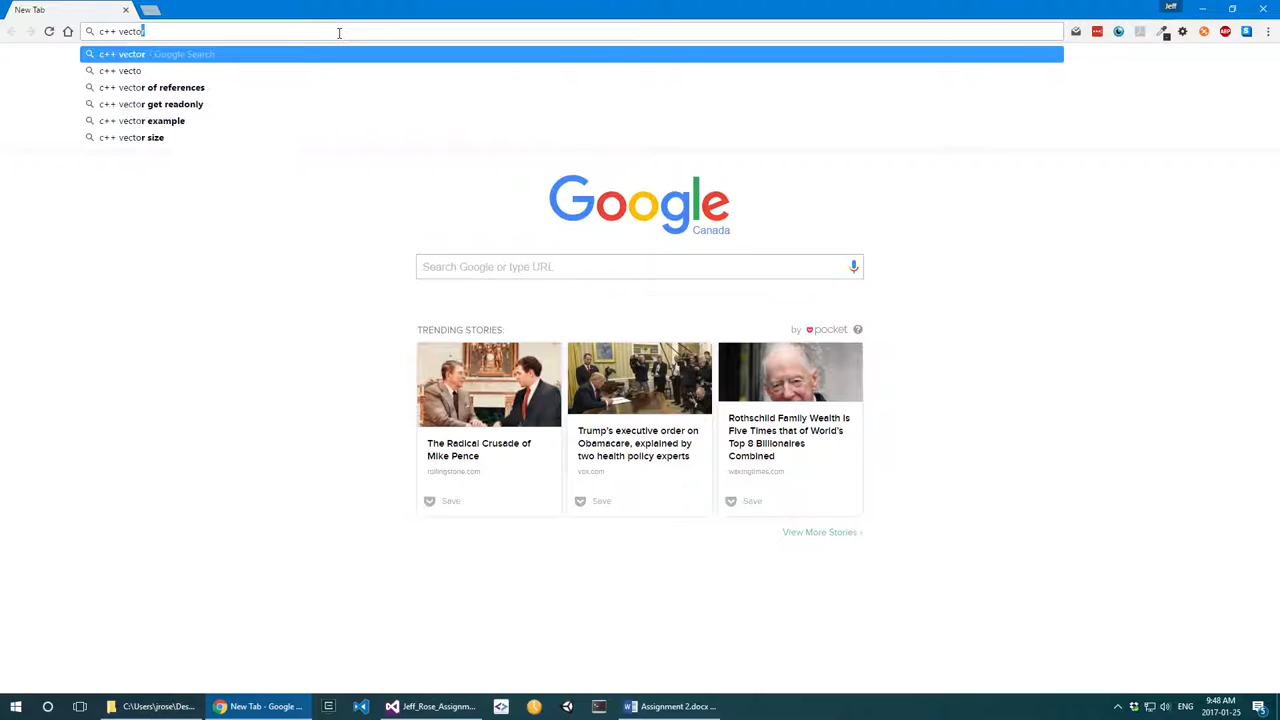 New Tab
Jeff
c++ vector
c++ vector - Google Search
c++ vecto
c++ vector of references
c++ vector get readonly
c++ vector example
c++ vector size
Google
Canada
Search Google or type URL
TRENDING STORIES:
by pocket ?
The Radical Crusade of
Mike Pence
rollingstone.com
Save
Trump's executive order on
Obamacare, explained by
two health policy experts
vox.com
Save
Rothschild Family Wealth is
Five Times that of World's
Top 8 Billionaires
Combined
waxingtimes.com
Save
View More Stories ›
C:\Users\jrose\Des...
New Tab - Google ...
Jeff_Rose_Assignm...
Assignment 2.docx ...
ENG
9:48 AM
2017-01-25